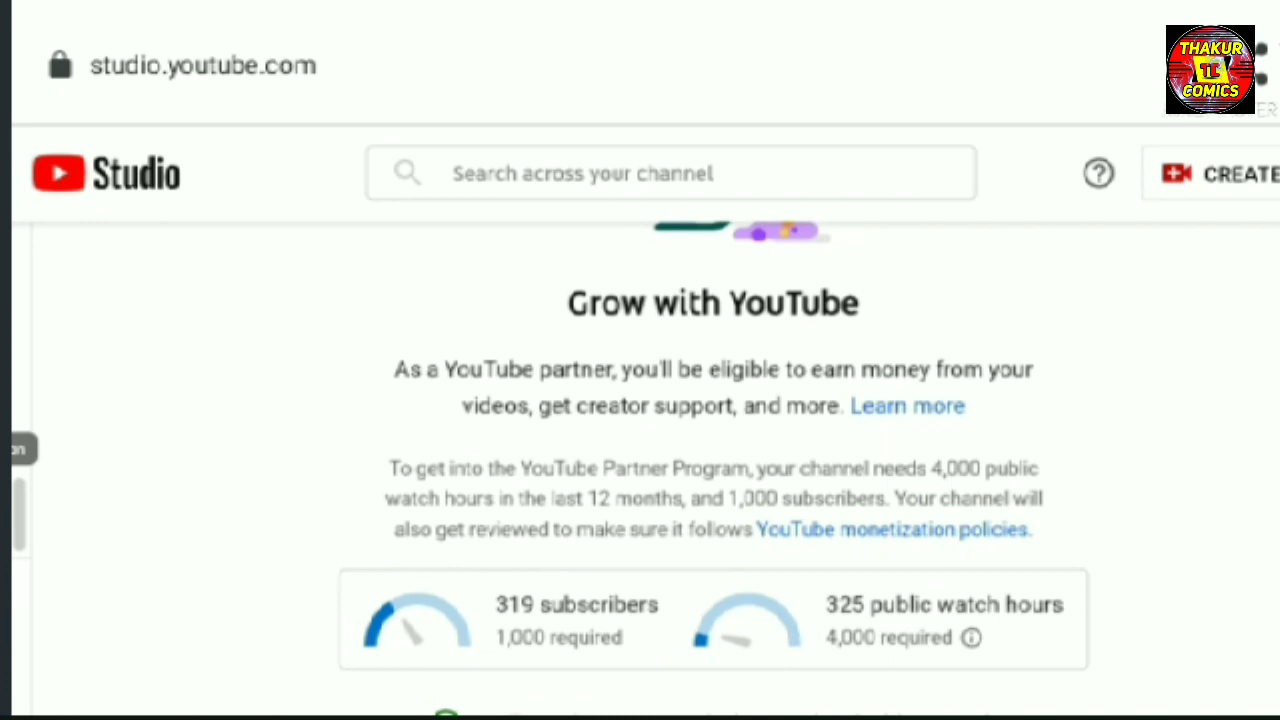 studio.youtube.com
THAKUR
TC
COMICS
Studio
Search across your channel
CREATE
Grow with YouTube
As a YouTube partner, you'll be eligible to earn money from your
videos, get creator support, and more. Learn more
on
To get into the YouTube Partner Program, your channel needs 4,000 public
watch hours in the last 12 months, and 1,000 subscribers. Your channel will
also get reviewed to make sure it follows YouTube monetization policies.
319 subscribers
1,000 required
325 public watch hours
4,000 required